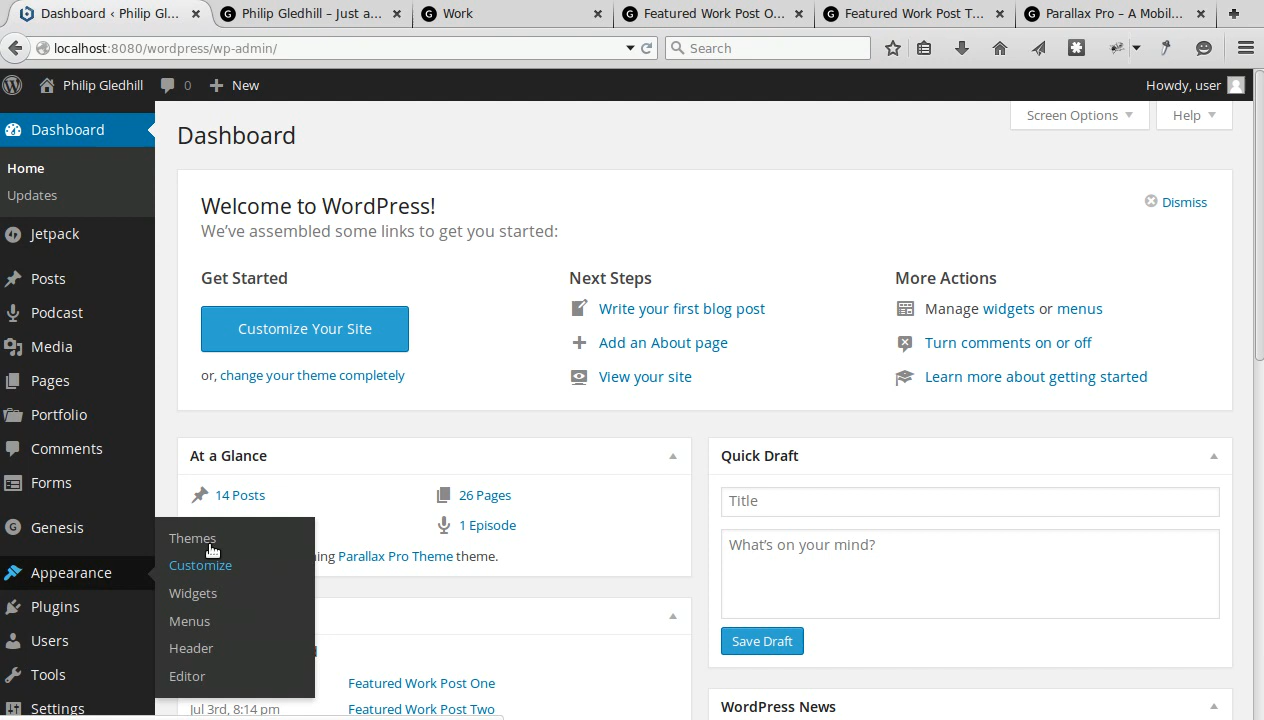 Dashboard ‹ Philip Gl...
Philip Gledhill – Just a...
Work
Featured Work Post O...
Featured Work Post T...
Parallax Pro – A Mobil...
localhost:8080/wordpress/wp-admin/
Search
Philip Gledhill
0
New
Howdy, user
Dashboard
Home
Updates
Jetpack
Posts
Podcast
Media
Pages
Portfolio
Comments
Forms
Genesis
Appearance
Plugins
Users
Tools
Settings
Themes
Customize
Widgets
Menus
Header
Editor
Screen Options
Help
Dashboard
Welcome to WordPress!
Dismiss
We've assembled some links to get you started:
Get Started
Customize Your Site
or, change your theme completely
Next Steps
Write your first blog post
Add an About page
View your site
More Actions
Manage widgets or menus
Turn comments on or off
Learn more about getting started
At a Glance
14 Posts
26 Pages
1 Episode
Parallax Pro Theme theme.
Featured Work Post One
Jul 3rd, 8:14 pm
Featured Work Post Two
Quick Draft
Title
What's on your mind?
Save Draft
WordPress News